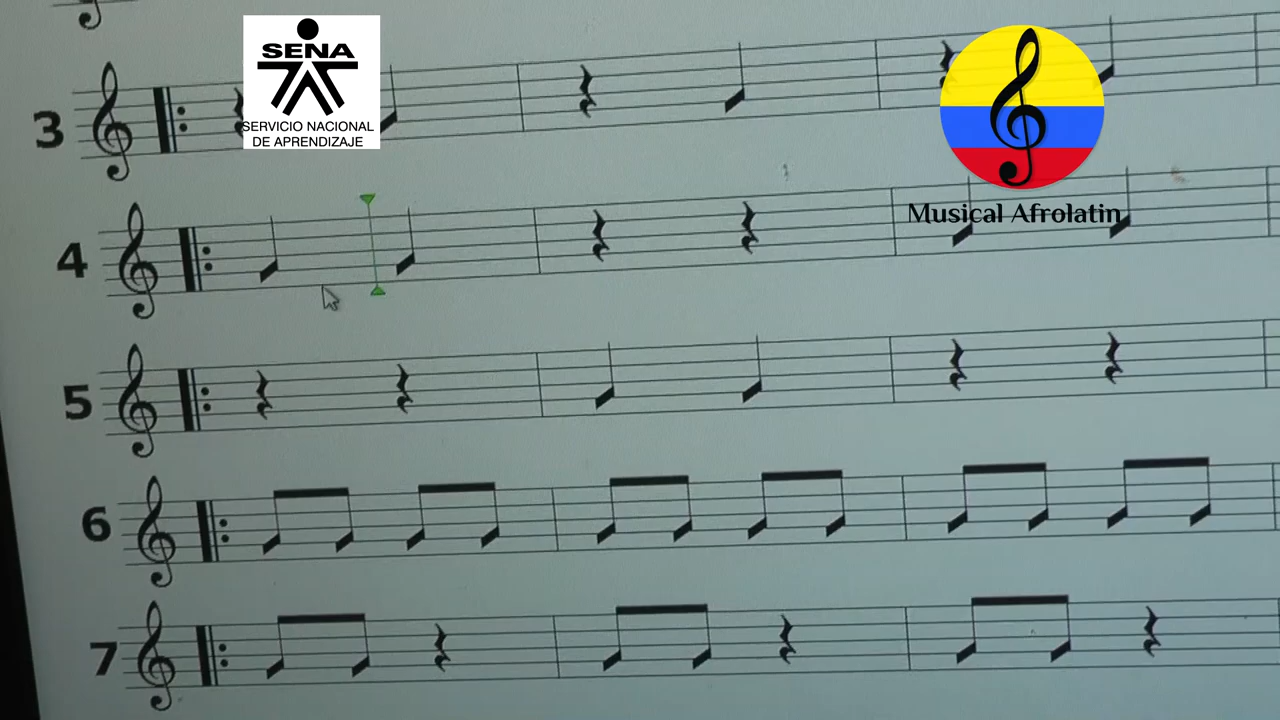 SENA
SERVICIO NACIONAL
DE APRENDIZAJE
Musical Afrolatin
3
4
5
6
7